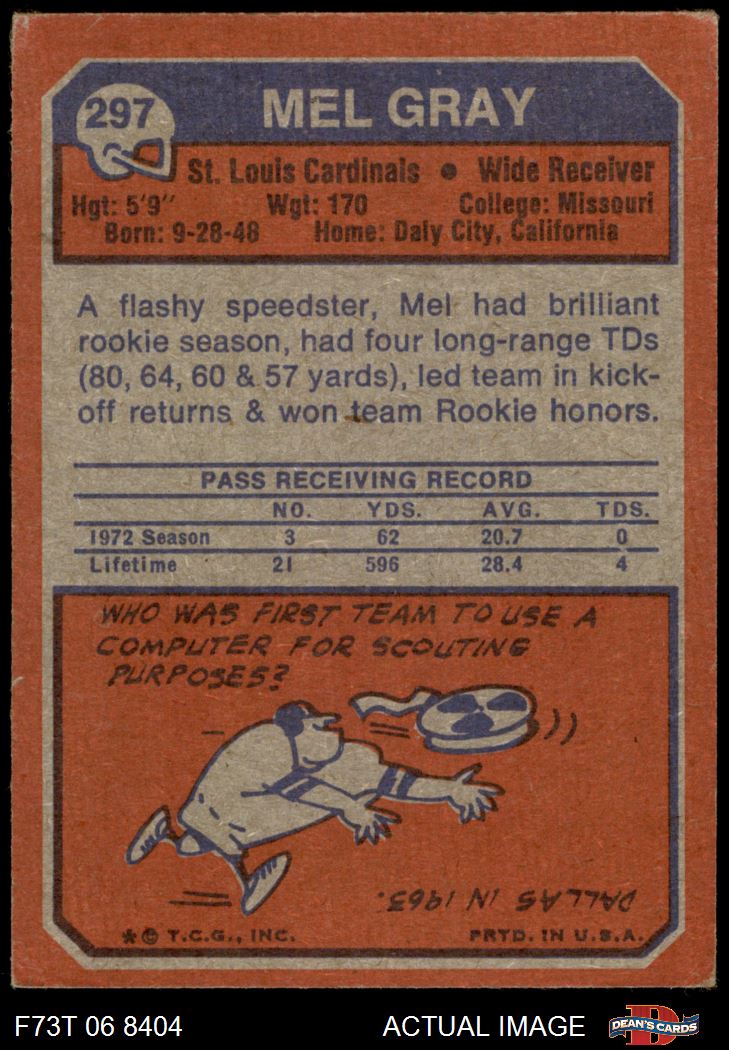 297
MEL GRAY
St. Louis Cardinals ● Wide Receiver
Hgt: 5'9" Wgt: 170 College: Missouri
Born: 9-28-48 Home: Daly City, California
A flashy speedster, Mel had brilliant
rookie season, had four long-range TDs
(80, 64, 60 & 57 yards), led team in kick-
off returns & won team Rookie honors.
PASS RECEIVING RECORD
NO. YDS. AVG. TDS.
1972 Season 3 62 20.7 0
Lifetime 21 596 28.4 4
WHO WAS FIRST TEAM TO USE A
COMPUTER FOR SCOUTING
PURPOSES?
DALLAS IN 1963.
*© T.C.G., INC. PRTD. IN U.S.A.
F73T 06 8404 ACTUAL IMAGE
D
DEAN'S CARDS